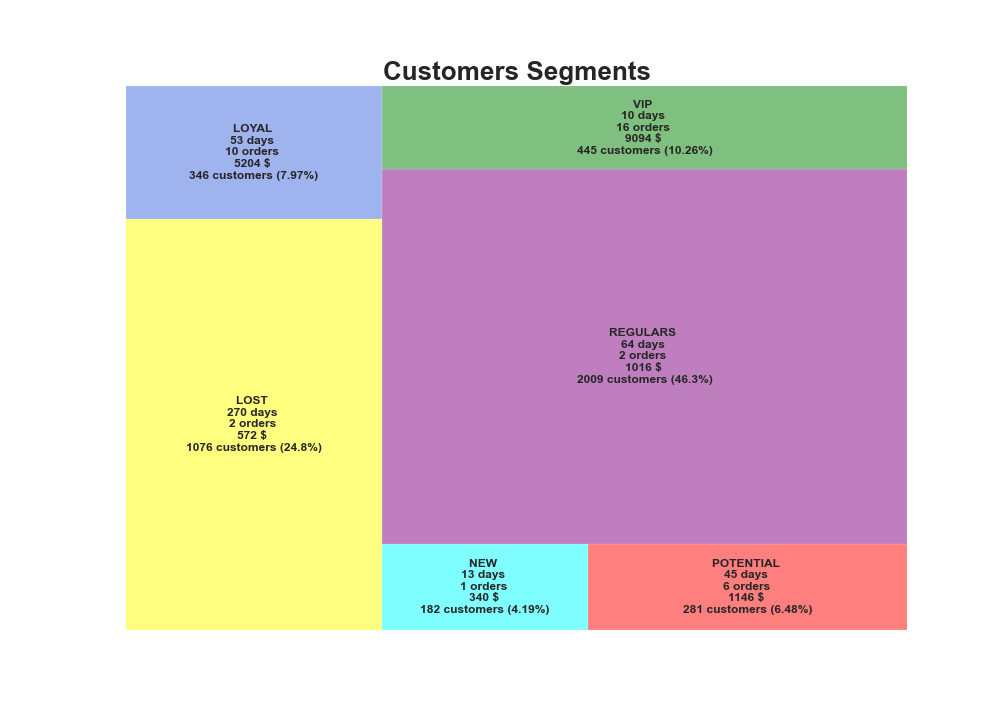 Customers Segments
LOYAL
53 days
10 orders
5204 $
346 customers (7.97%)
VIP
10 days
16 orders
9094 $
445 customers (10.26%)
REGULARS
64 days
2 orders
1016 $
2009 customers (46.3%)
LOST
270 days
2 orders
572 $
1076 customers (24.8%)
NEW
13 days
1 orders
340 $
182 customers (4.19%)
POTENTIAL
45 days
6 orders
1146 $
281 customers (6.48%)